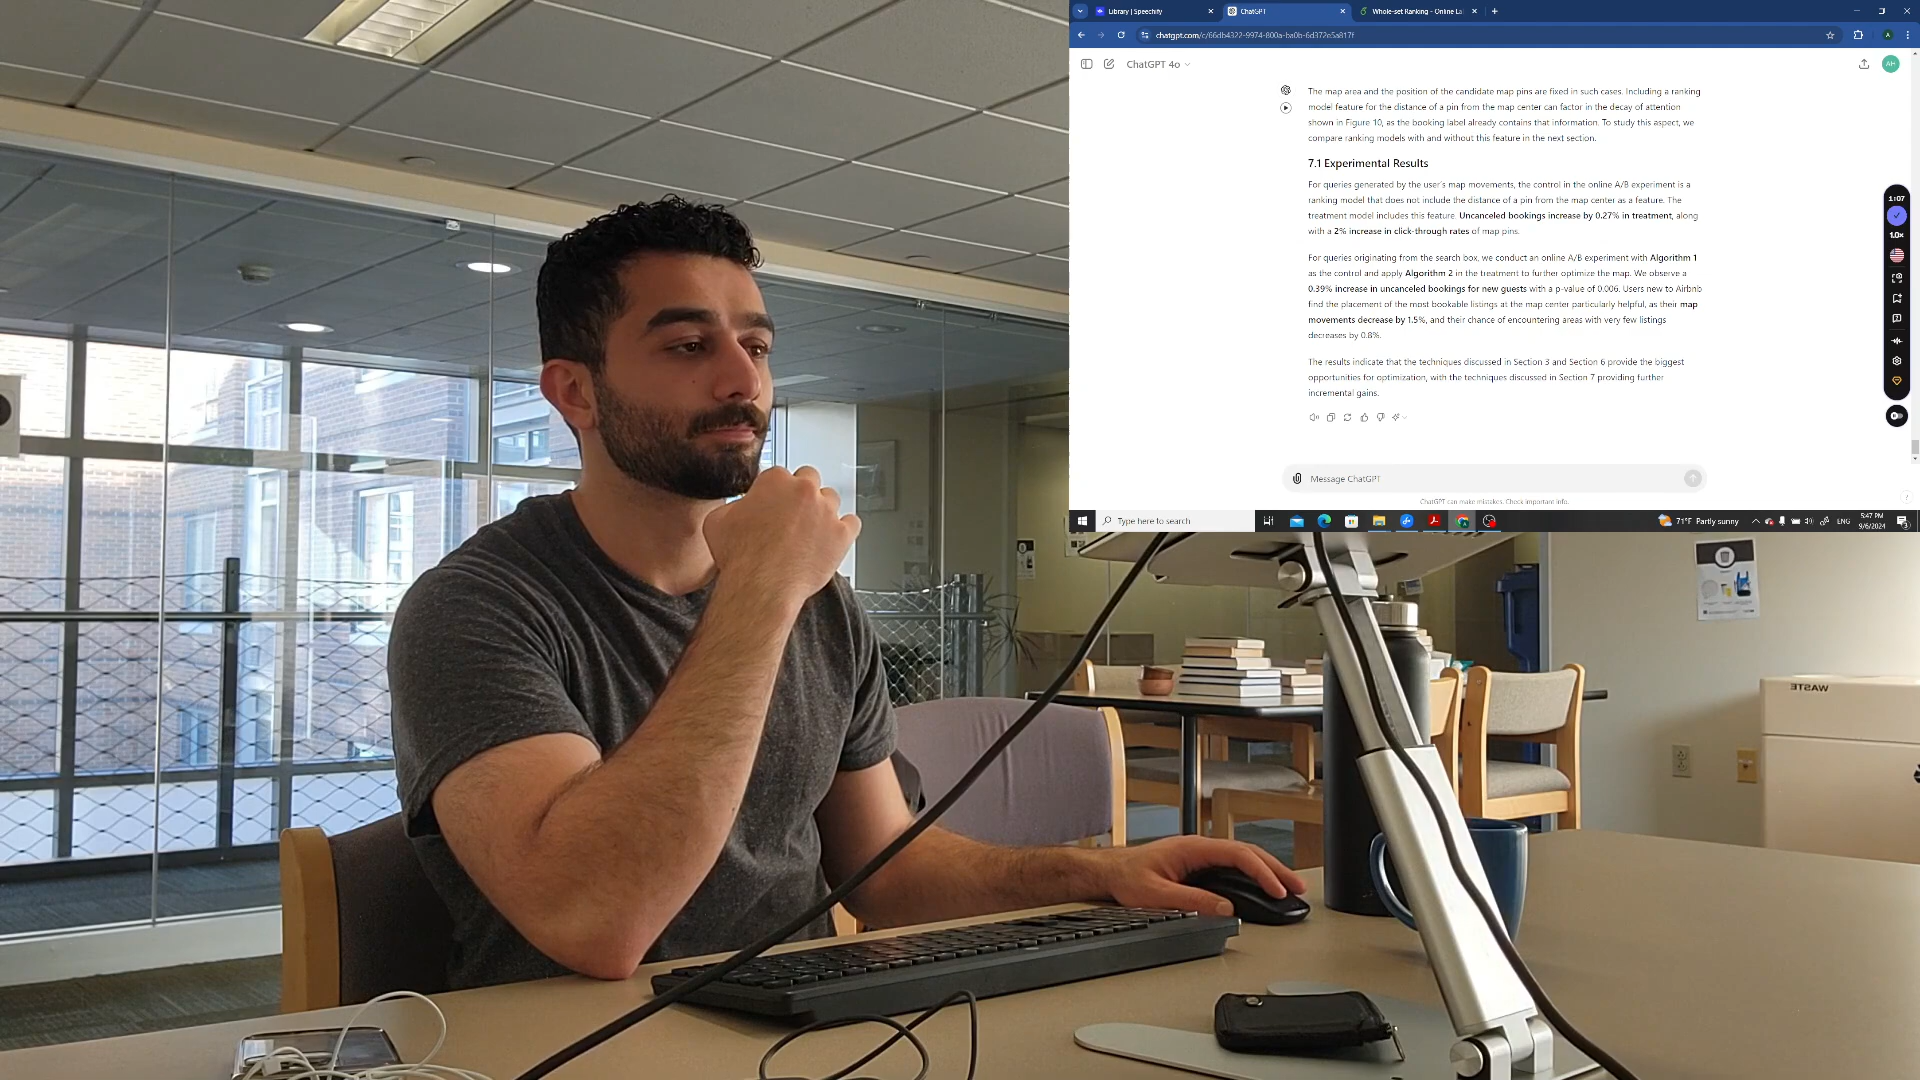 Library | Speechify
ChatGPT
Whole-set Ranking - Online La
chatgpt.com/c/66db4322-9974-800a-ba0b-6d372e5a817f
ChatGPT 4o
AH
The map area and the position of the candidate map pins are fixed in such cases. Including a ranking
model feature for the distance of a pin from the map center can factor in the decay of attention
shown in Figure 10, as the booking label already contains that information. To study this aspect, we
compare ranking models with and without this feature in the next section.
7.1 Experimental Results
For queries generated by the user's map movements, the control in the online A/B experiment is a
ranking model that does not include the distance of a pin from the map center as a feature. The
treatment model includes this feature. Uncanceled bookings increase by 0.27% in treatment, along
with a 2% increase in click-through rates of map pins.
For queries originating from the search box, we conduct an online A/B experiment with Algorithm 1
as the control and apply Algorithm 2 in the treatment to further optimize the map. We observe a
0.39% increase in uncanceled bookings for new guests with a p-value of 0.006. Users new to Airbnb
find the placement of the most bookable listings at the map center particularly helpful, as their map
movements decrease by 1.5%, and their chance of encountering areas with very few listings
decreases by 0.8%.
The results indicate that the techniques discussed in Section 3 and Section 6 provide the biggest
opportunities for optimization, with the techniques discussed in Section 7 providing further
incremental gains.
1:07
1.0×
Message ChatGPT
ChatGPT can make mistakes. Check important info.
?
Type here to search
71°F Partly sunny
ENG
5:47 PM
9/6/2024
WASTE